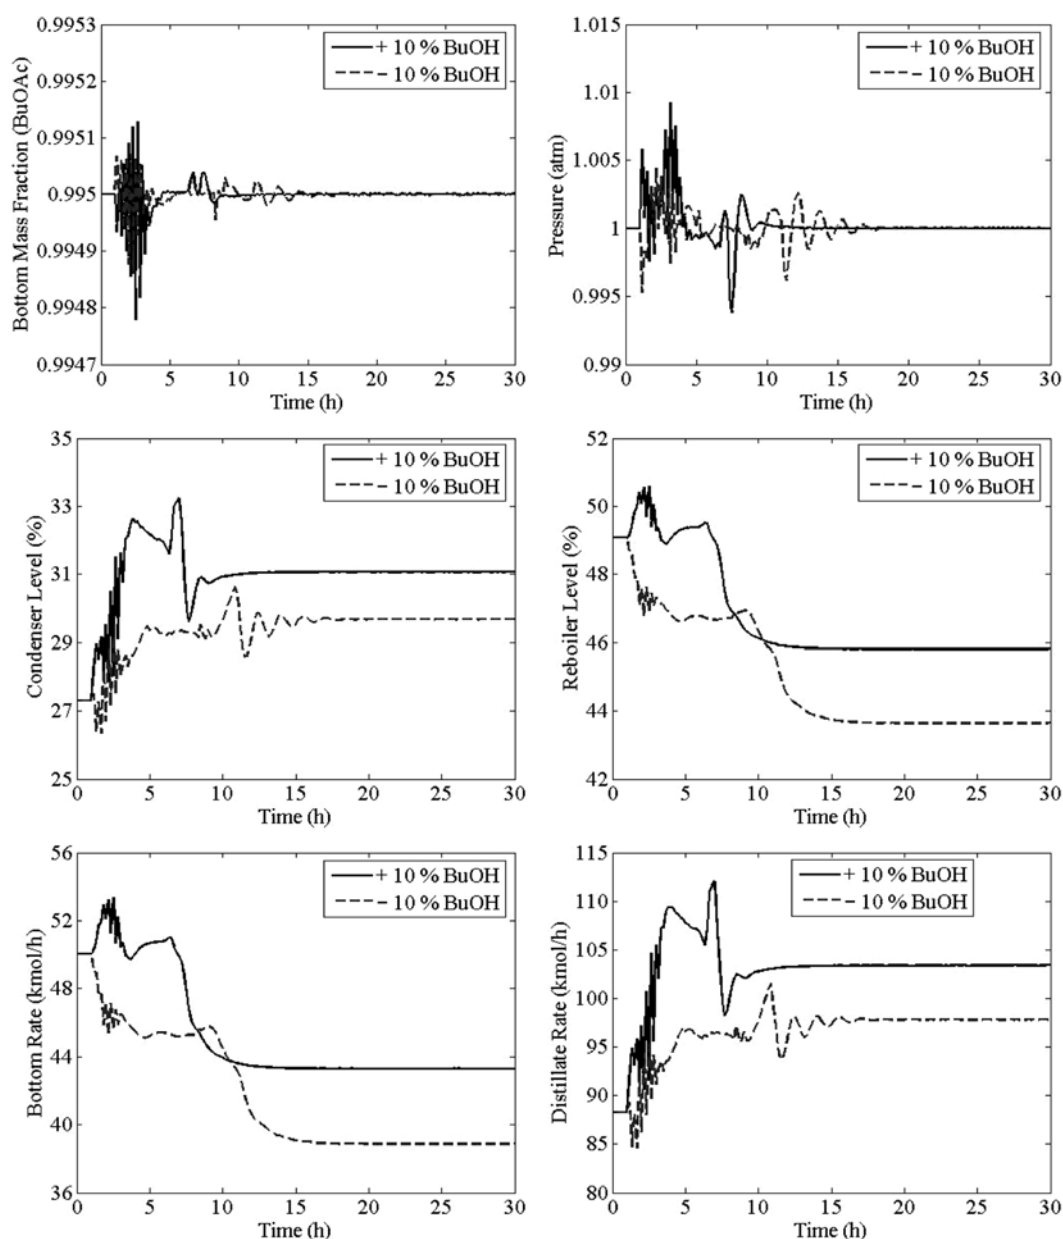 Bottom Mass Fraction (BuOAc)
0.9953
0.9952
0.9951
0.995
0.9949
0.9948
0.9947
+ 10 % BuOH
− 10 % BuOH
0 5 10 15 20 25 30
Time (h)
Pressure (atm)
1.015
1.01
1.005
1
0.995
0.99
+ 10 % BuOH
− 10 % BuOH
0 5 10 15 20 25 30
Time (h)
Condenser Level (%)
35
33
31
29
27
25
+ 10 % BuOH
− 10 % BuOH
0 5 10 15 20 25 30
Time (h)
Reboiler Level (%)
52
50
48
46
44
42
+ 10 % BuOH
− 10 % BuOH
0 5 10 15 20 25 30
Time (h)
Bottom Rate (kmol/h)
56
52
48
44
39
36
+ 10 % BuOH
− 10 % BuOH
0 5 10 15 20 25 30
Time (h)
Distillate Rate (kmol/h)
115
110
105
100
95
90
85
80
+ 10 % BuOH
− 10 % BuOH
0 5 10 15 20 25 30
Time (h)